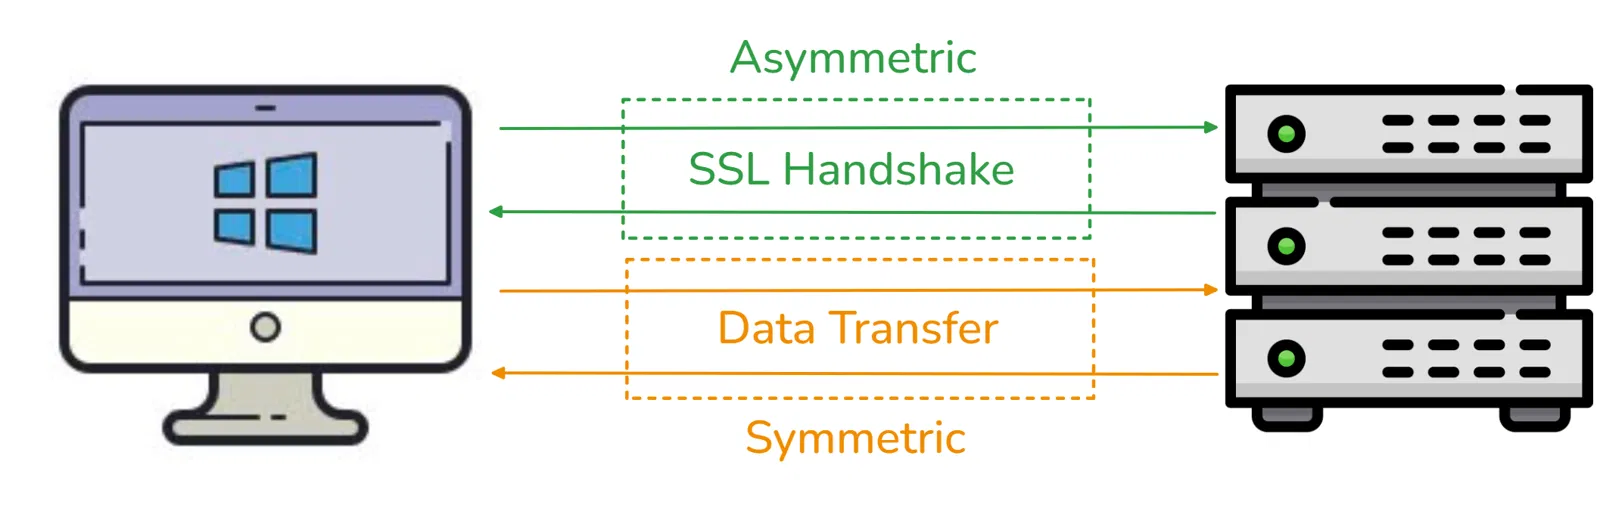 Asymmetric
SSL Handshake
Data Transfer
Symmetric